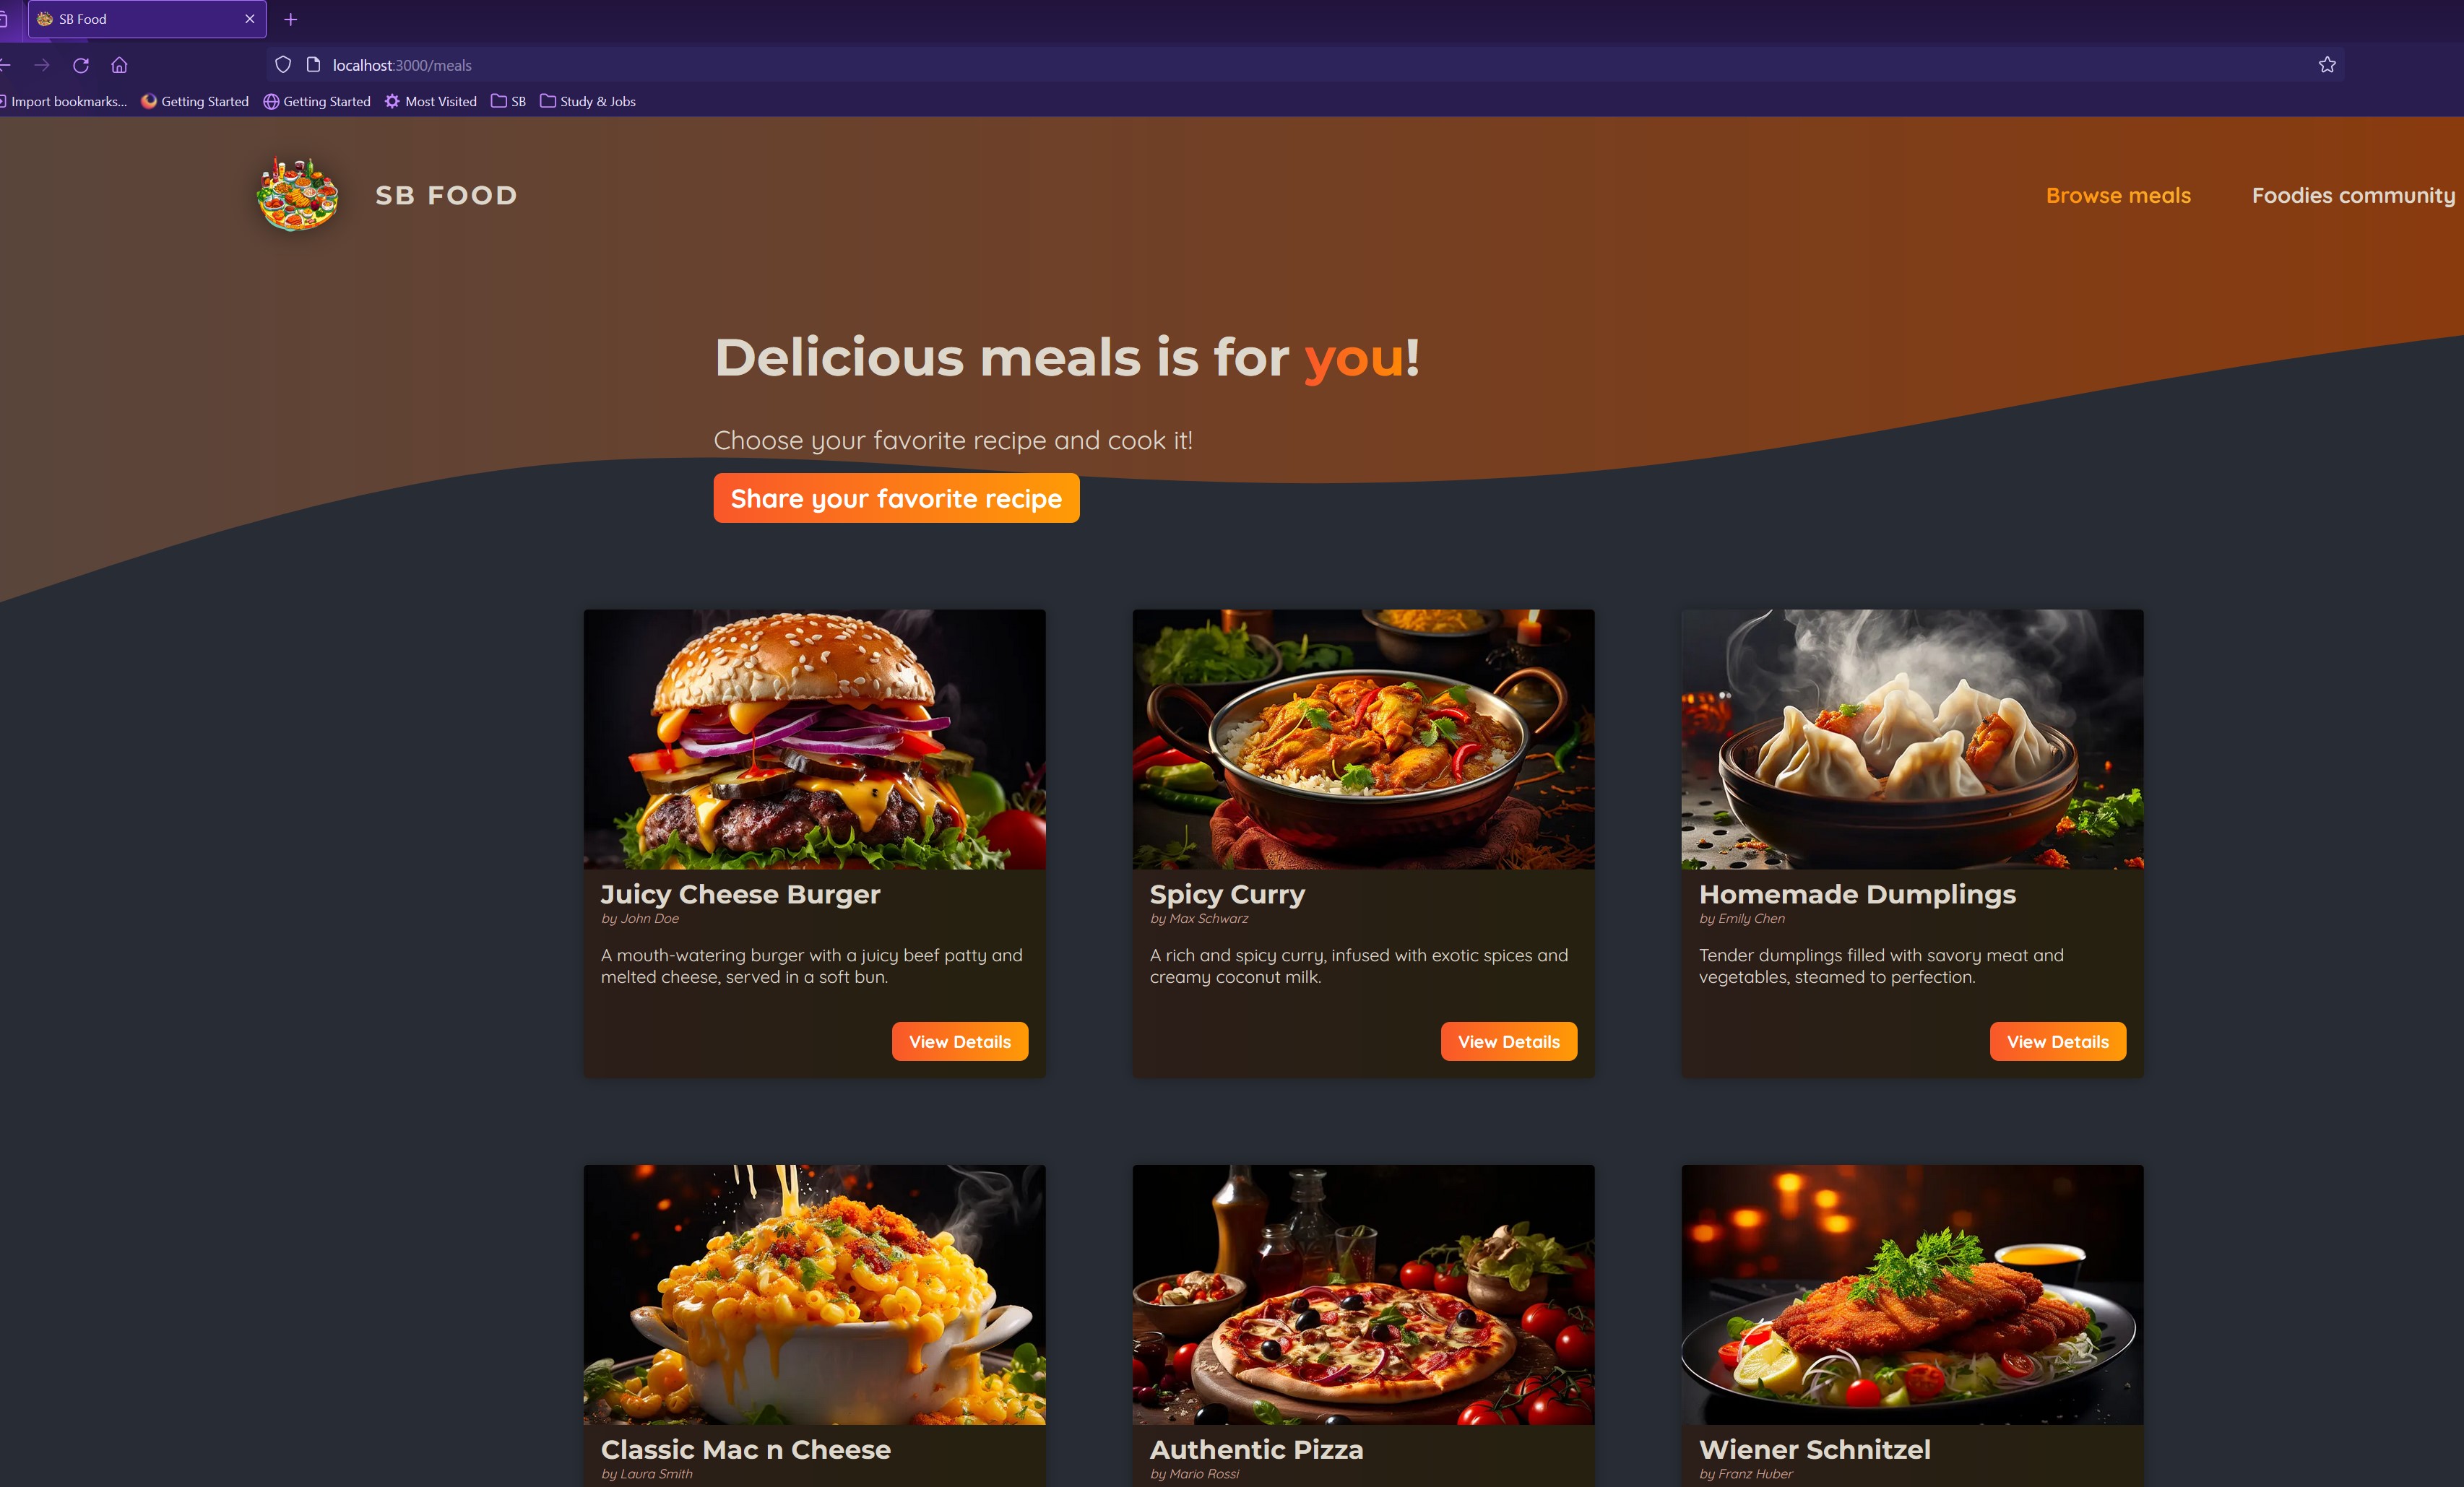 SB Food
localhost:3000/meals
Import bookmarks... Getting Started Getting Started Most Visited SB Study & Jobs
SB FOOD
Browse meals Foodies community
Delicious meals is for you!
Choose your favorite recipe and cook it!
Share your favorite recipe
Juicy Cheese Burger
by John Doe
A mouth-watering burger with a juicy beef patty and
melted cheese, served in a soft bun.
View Details
Spicy Curry
by Max Schwarz
A rich and spicy curry, infused with exotic spices and
creamy coconut milk.
View Details
Homemade Dumplings
by Emily Chen
Tender dumplings filled with savory meat and
vegetables, steamed to perfection.
View Details
Classic Mac n Cheese
by Laura Smith
Authentic Pizza
by Mario Rossi
Wiener Schnitzel
by Franz Huber